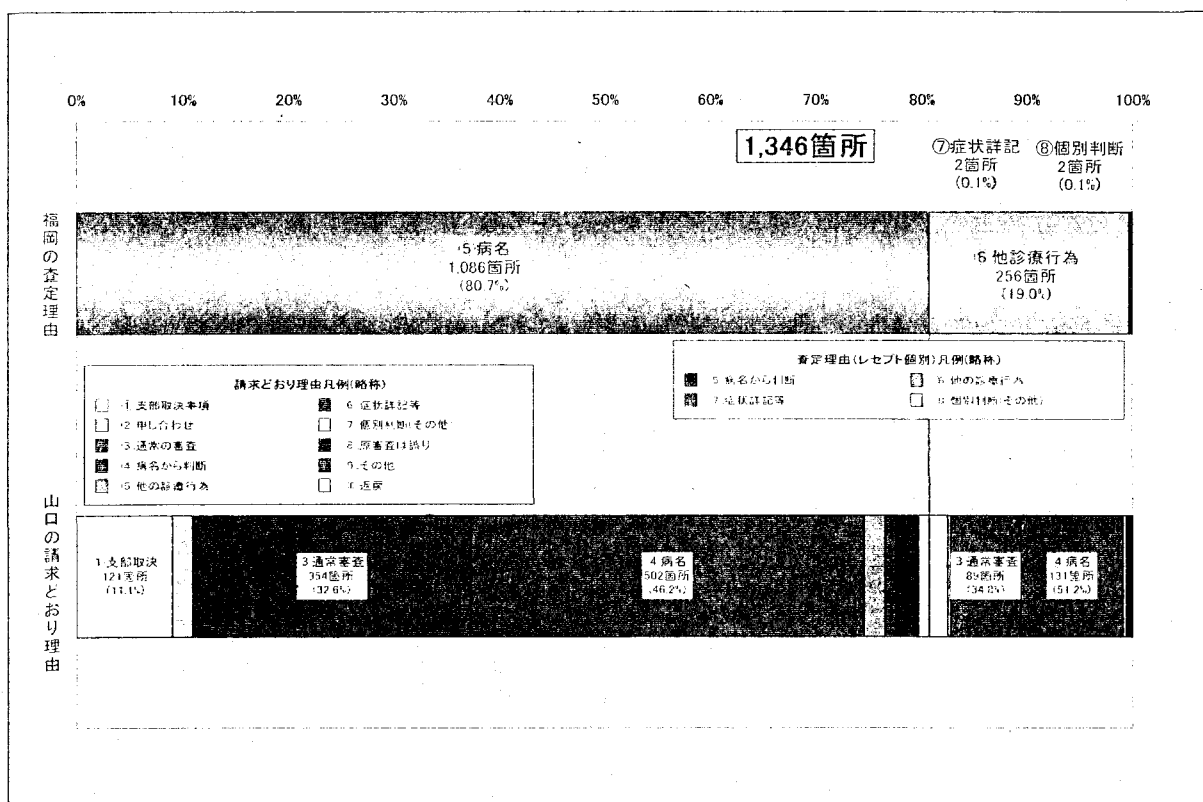 0% 10% 20% 30% 40% 50% 60% 70% 80% 90% 100%
1,346箇所
⑦症状詳記
2箇所
(0.1%)
⑧個別判断
2箇所
(0.1%)
福岡の査定理由
5 病名
1,086箇所
(80.7%)
6 他診療行為
256箇所
(19.0%)
査定理由(レセプト個別)凡例(略称)
5 病名から判断
6 他の診療行為
7 症状詳記等
8 個別判断(その他)
請求どおり理由凡例(略称)
1 支部取決事項
2 申し合わせ
3 通常の審査
4 病名から判断
5 他の診療行為
6 症状詳記等
7 個別判断(その他)
8 原審査は誤り
9 その他
返戻
山口の請求どおり理由
1 支部取決
121箇所
(11.1%)
3 通常審査
354箇所
(32.6%)
4 病名
502箇所
(46.2%)
3 通常審査
89箇所
(34.8%)
4 病名
131箇所
(51.2%)